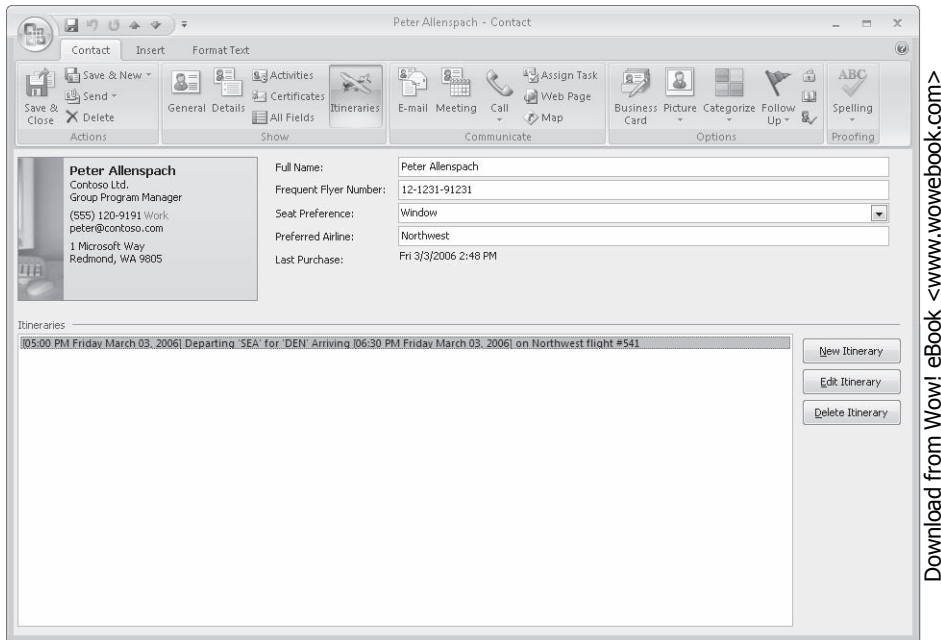 Peter Allenspach - Contact
Contact Insert Format Text
Save & Close
Save & New
Send
Delete
Actions
General Details
Activities
Certificates
All Fields
Itineraries
Show
E-mail Meeting Call
Assign Task
Web Page
Map
Communicate
Business Card
Picture Categorize Follow Up
Options
ABC
Spelling
Proofing
Peter Allenspach
Contoso Ltd.
Group Program Manager
(555) 120-9191 Work
peter@contoso.com
1 Microsoft Way
Redmond, WA 9805
Full Name: Peter Allenspach
Frequent Flyer Number: 12-1231-91231
Seat Preference: Window
Preferred Airline: Northwest
Last Purchase: Fri 3/3/2006 2:48 PM
Itineraries
[05:00 PM Friday March 03, 2006] Departing 'SEA' for 'DEN' Arriving [06:30 PM Friday March 03, 2006] on Northwest flight #541
New Itinerary
Edit Itinerary
Delete Itinerary
Download from Wow! eBook <www.wowebook.com>